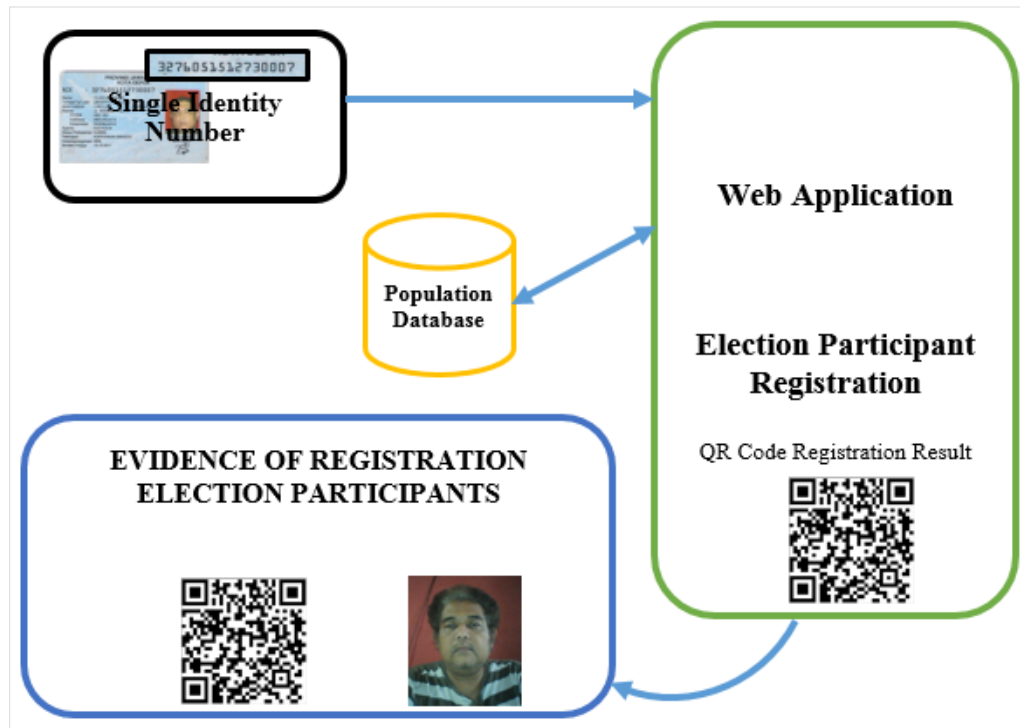 3276051512730007
Single Identity
Number
Web Application
Population
Database
Election Participant
Registration
QR Code Registration Result
EVIDENCE OF REGISTRATION
ELECTION PARTICIPANTS